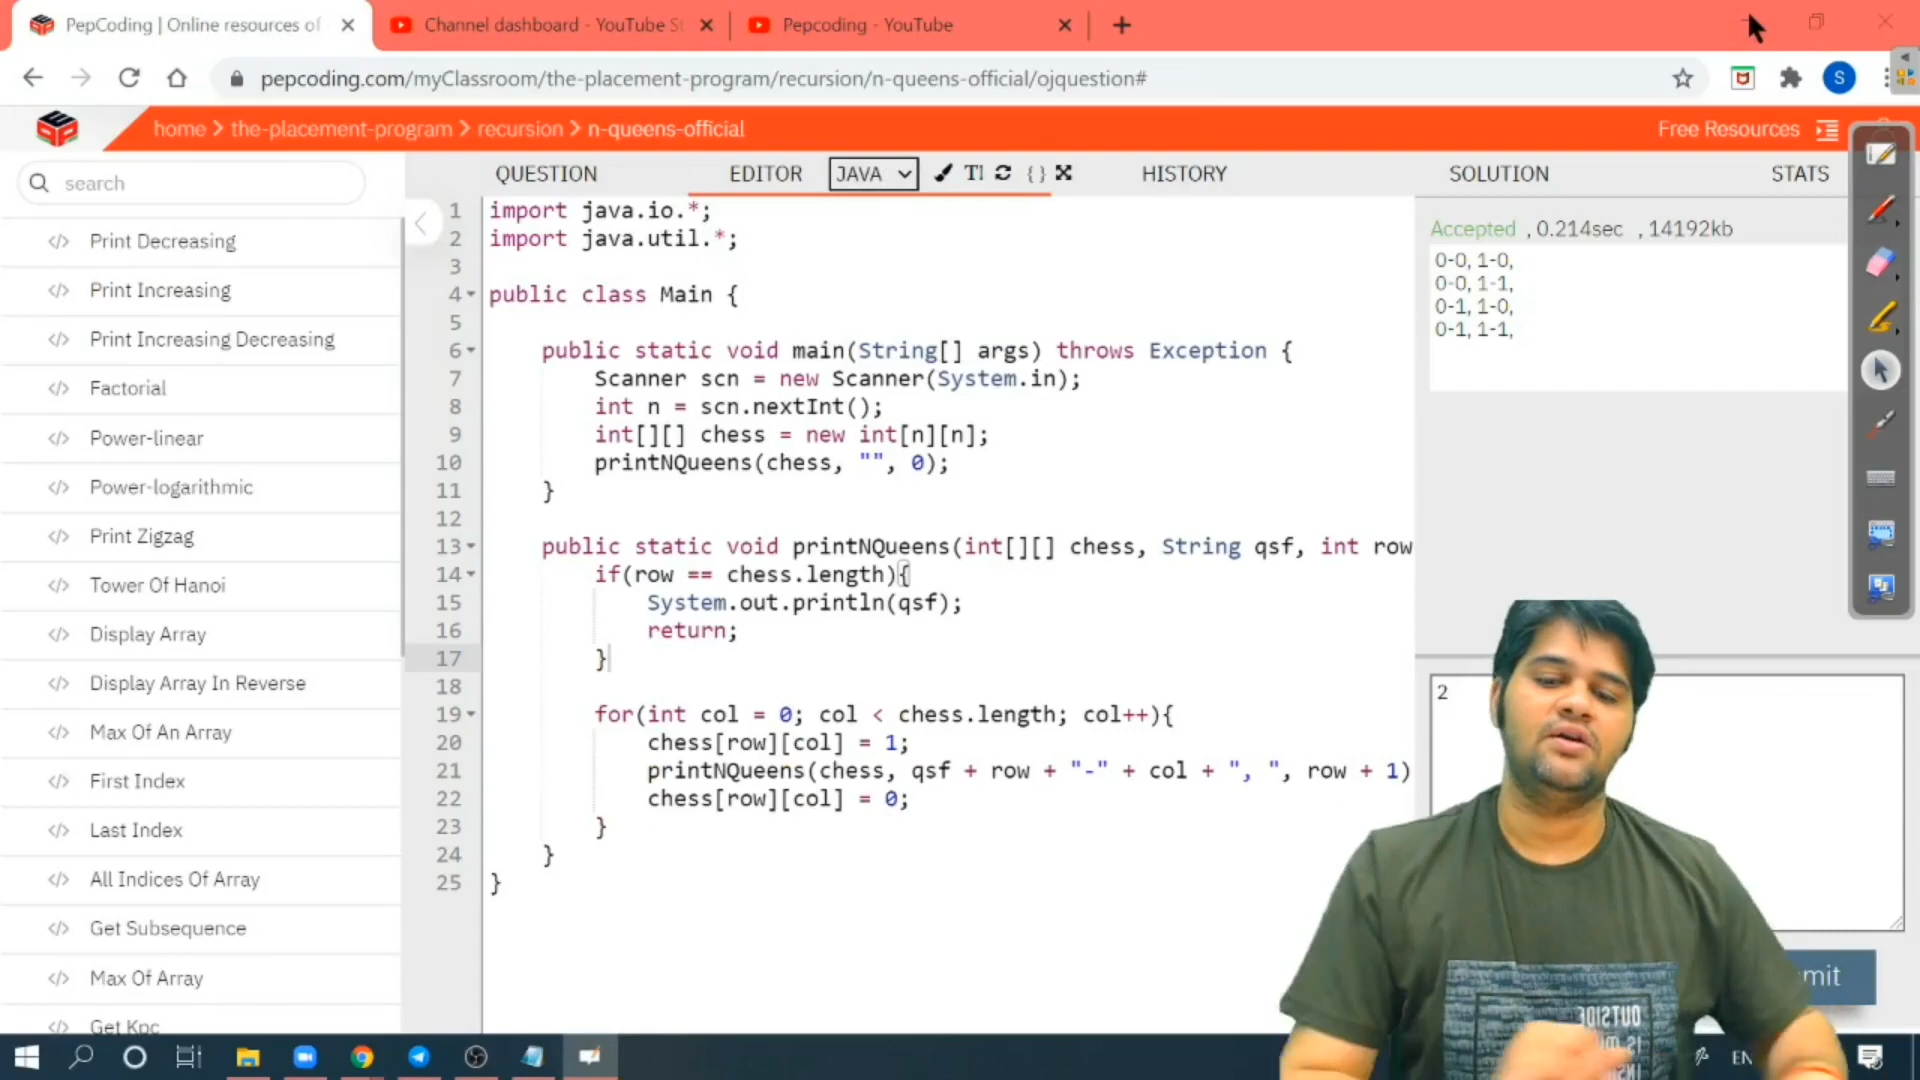 PepCoding | Online resources of
Channel dashboard - YouTube St
Pepcoding - YouTube
pepcoding.com/myClassroom/the-placement-program/recursion/n-queens-official/ojquestion#
S
home > the-placement-program > recursion > n-queens-official
Free Resources
search
QUESTION
EDITOR
JAVA
HISTORY
SOLUTION
STATS
Print Decreasing
Print Increasing
Print Increasing Decreasing
Factorial
Power-linear
Power-logarithmic
Print Zigzag
Tower Of Hanoi
Display Array
Display Array In Reverse
Max Of An Array
First Index
Last Index
All Indices Of Array
Get Subsequence
Max Of Array
Get Kpc
1 import java.io.*;
2 import java.util.*;
3
4 public class Main {
5
6 public static void main(String[] args) throws Exception {
7 Scanner scn = new Scanner(System.in);
8 int n = scn.nextInt();
9 int[][] chess = new int[n][n];
10 printNQueens(chess, "", 0);
11 }
12
13 public static void printNQueens(int[][] chess, String qsf, int row
14 if(row == chess.length){
15 System.out.println(qsf);
16 return;
17 }
18
19 for(int col = 0; col < chess.length; col++){
20 chess[row][col] = 1;
21 printNQueens(chess, qsf + row + "-" + col + ", ", row + 1)
22 chess[row][col] = 0;
23 }
24 }
25 }
Accepted , 0.214sec , 14192kb
0-0, 1-0,
0-0, 1-1,
0-1, 1-0,
0-1, 1-1,
2
mit
OUTSIDE
EN